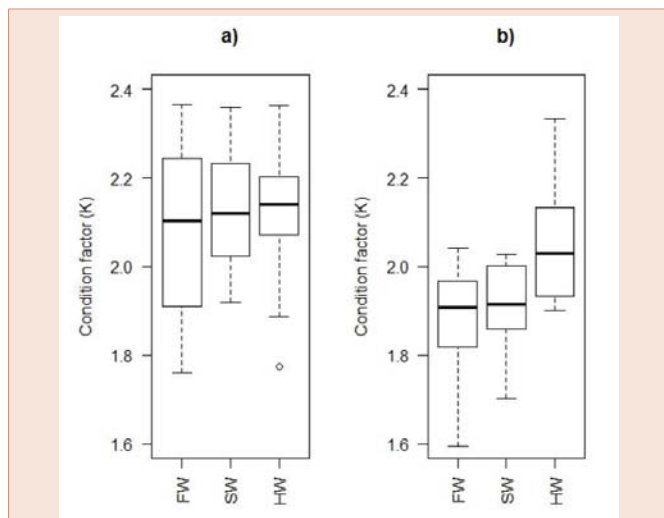 a)
Condition factor (K)
2.4
2.2
2.0
1.8
1.6
FW
SW
HW
b)
Condition factor (K)
2.4
2.2
2.0
1.8
1.6
FW
SW
HW